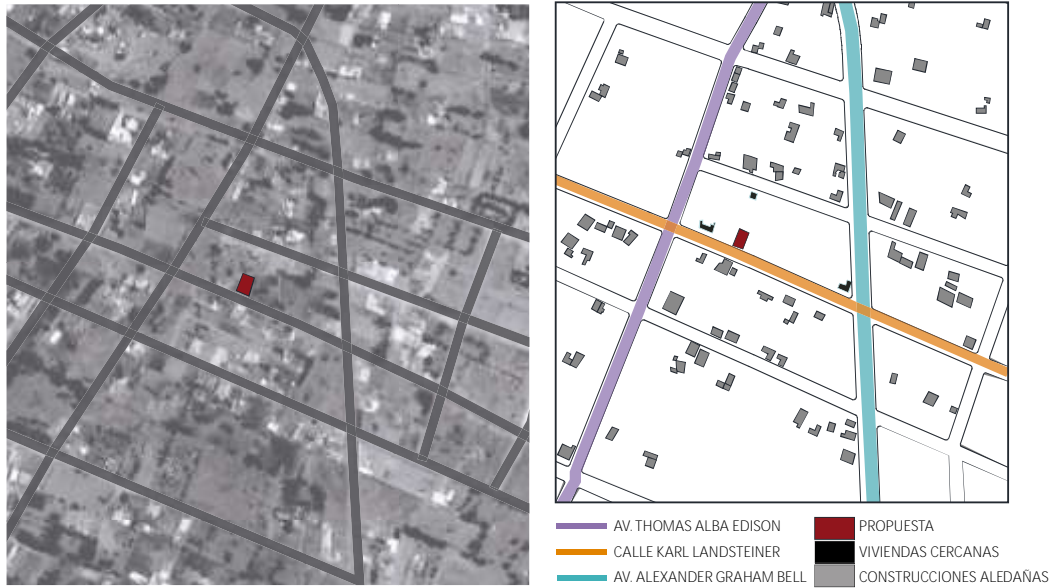 AV. THOMAS ALBA EDISON
CALLE KARL LANDSTEINER
AV. ALEXANDER GRAHAM BELL
PROPUESTA
VIVIENDAS CERCANAS
CONSTRUCCIONES ALEDAÑAS